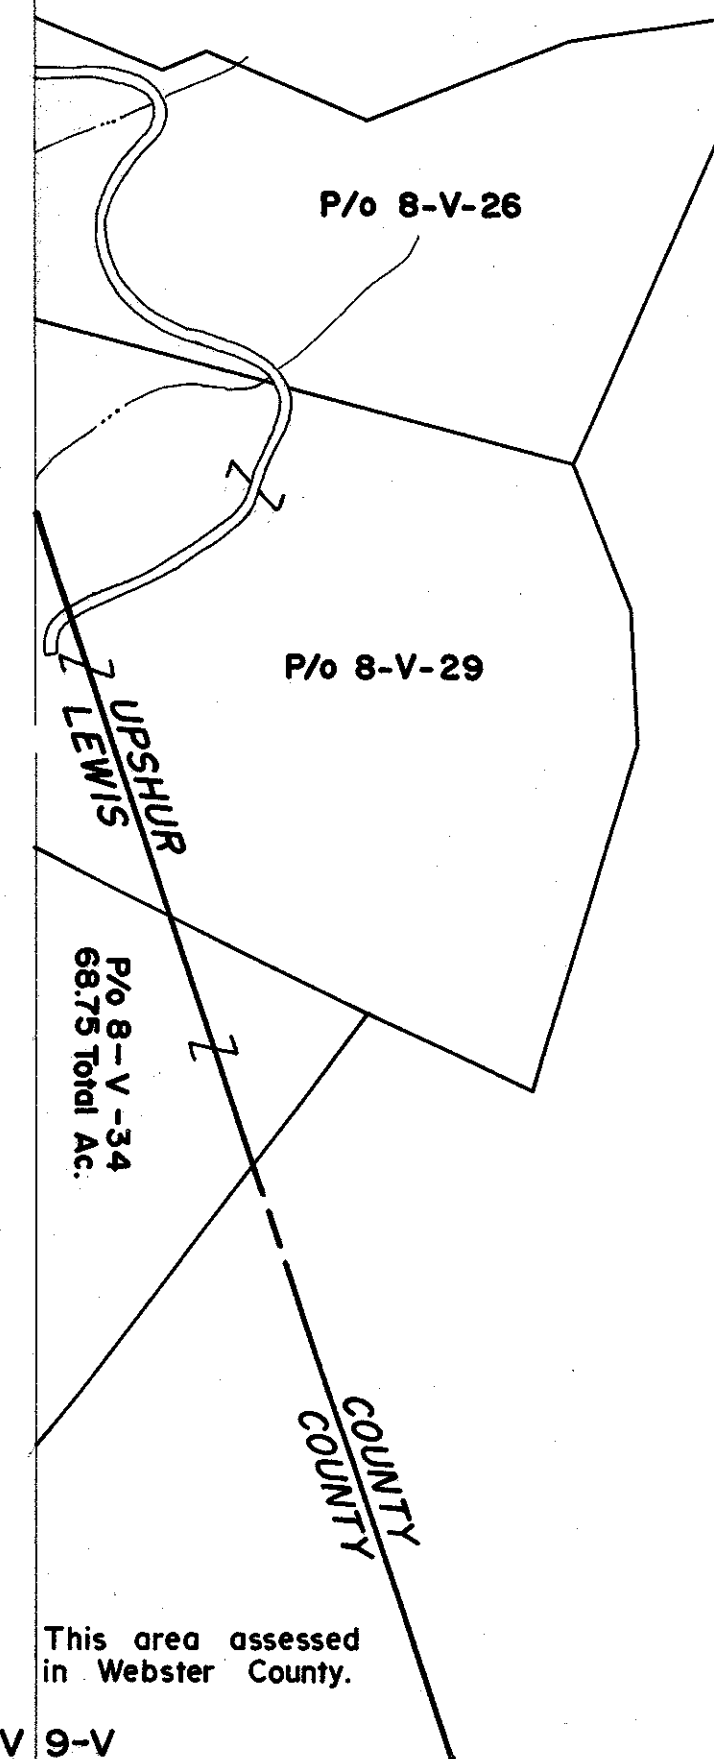 P/o 8-V-26
P/o 8-V-29
UPSHUR
LEWIS
P/o 8-V-34
68.75 Total Ac.
COUNTY
COUNTY
This area assessed
in Webster County.
V 9-V